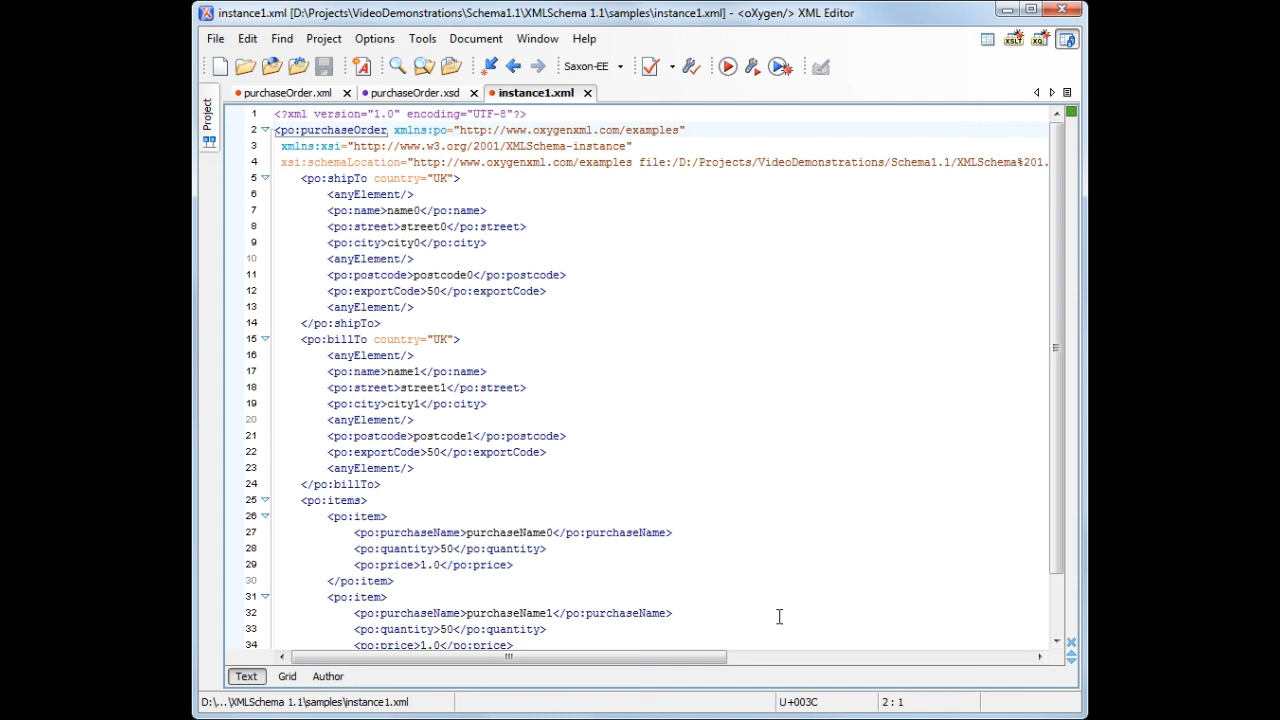 instance1.xml [D:\Projects\VideoDemonstrations\Schema1.1\XMLSchema 1.1\samples\instance1.xml] - <oXygen/> XML Editor
File Edit Find Project Options Tools Document Window Help
XSLT XQ
Saxon-EE
purchaseOrder.xml purchaseOrder.xsd instance1.xml
Project
1 <?xml version="1.0" encoding="UTF-8"?>
2 <po:purchaseOrder xmlns:po="http://www.oxygenxml.com/examples"
3 xmlns:xsi="http://www.w3.org/2001/XMLSchema-instance"
4 xsi:schemaLocation="http://www.oxygenxml.com/examples file:/D:/Projects/VideoDemonstrations/Schema1.1/XMLSchema%201.
5 <po:shipTo country="UK">
6 <anyElement/>
7 <po:name>name0</po:name>
8 <po:street>street0</po:street>
9 <po:city>city0</po:city>
10 <anyElement/>
11 <po:postcode>postcode0</po:postcode>
12 <po:exportCode>50</po:exportCode>
13 <anyElement/>
14 </po:shipTo>
15 <po:billTo country="UK">
16 <anyElement/>
17 <po:name>name1</po:name>
18 <po:street>street1</po:street>
19 <po:city>city1</po:city>
20 <anyElement/>
21 <po:postcode>postcode1</po:postcode>
22 <po:exportCode>50</po:exportCode>
23 <anyElement/>
24 </po:billTo>
25 <po:items>
26 <po:item>
27 <po:purchaseName>purchaseName0</po:purchaseName>
28 <po:quantity>50</po:quantity>
29 <po:price>1.0</po:price>
30 </po:item>
31 <po:item>
32 <po:purchaseName>purchaseName1</po:purchaseName>
33 <po:quantity>50</po:quantity>
34 <po:price>1.0</po:price>
Text Grid Author
D:\...\XMLSchema 1.1\samples\instance1.xml U+003C 2 : 1